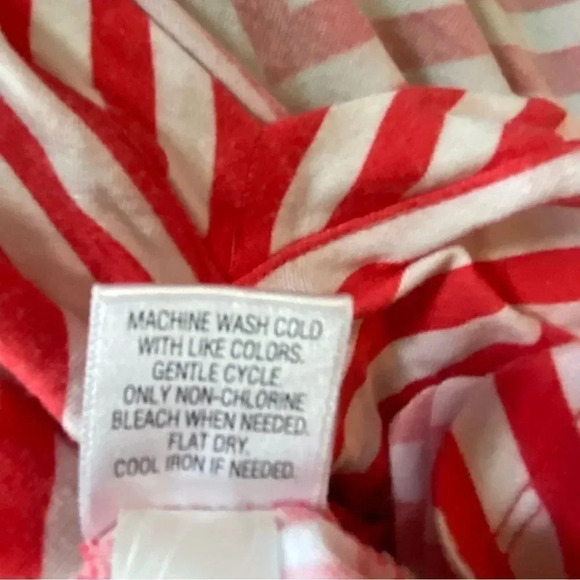 MACHINE WASH COLD
WITH LIKE COLORS.
GENTLE CYCLE.
ONLY NON-CHLORINE
BLEACH WHEN NEEDED.
FLAT DRY.
COOL IRON IF NEEDED.